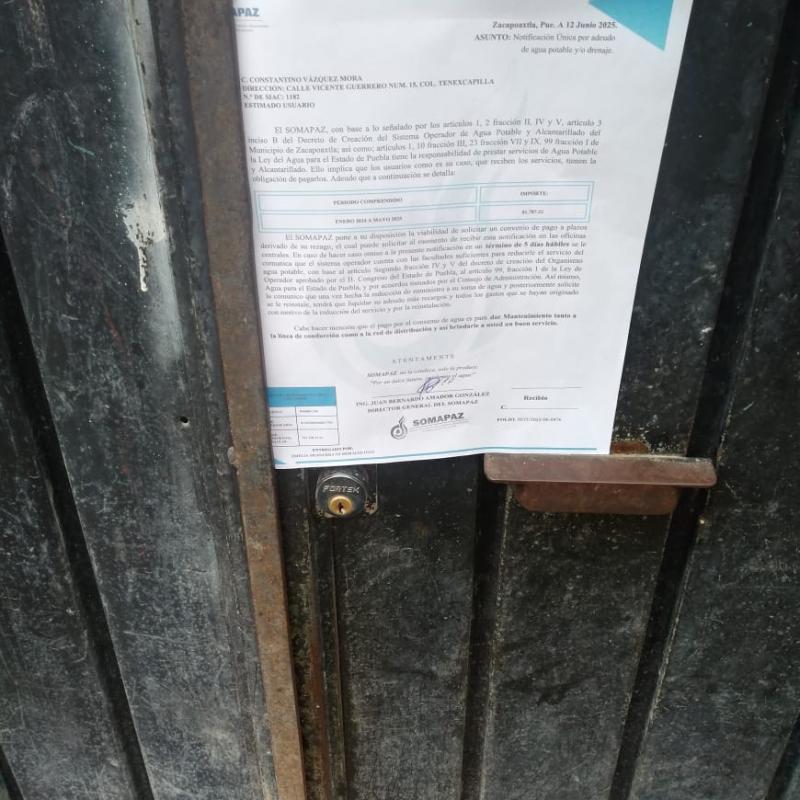 APAZ
Zacapoaxtla, Pue. A 12 Junio 2025.
ASUNTO: Notificación Única por adeudo
de agua potable y/o drenaje.
C. CONSTANTINO VÁZQUEZ MORA
DIRECCIÓN: CALLE VICENTE GUERRERO NUM. 15, COL. TENEXCAPILLA
N.° DE SIAC: 1182
ESTIMADO USUARIO
El SOMAPAZ, con base a lo señalado por los artículos 1, 2 fracción II, IV y V, artículo 3
inciso B del Decreto de Creación del Sistema Operador de Agua Potable y Alcantarillado del
Municipio de Zacapoaxtla; así como; artículos 1, 10 fracción III, 23 fracción VII y IX, 99 fracción I de
la Ley del Agua para el Estado de Puebla tiene la responsabilidad de prestar servicios de Agua Potable
y Alcantarillado. Ello implica que los usuarios como es su caso, que reciben los servicios, tienen la
obligación de pagarlos. Adeudo que a continuación se detalla:
PERIODO COMPRENDIDO IMPORTE:
ENERO 2024 A MAYO 2025
El SOMAPAZ pone a su disposición la viabilidad de solicitar un convenio de pago a plazos
derivado de su rezago, el cual puede solicitar al momento de recibir esta notificación en las oficinas
centrales. En caso de hacer caso omiso a la presente notificación en un término de 5 días hábiles se le
comunica que el sistema operador cuenta con las facultades suficientes para reducirle el servicio del
agua potable, con base al artículo Segundo fracción IV y V del decreto de creación del Organismo
Operador aprobado por el H. Congreso del Estado de Puebla, al artículo 99, fracción I de la Ley de
Agua para el Estado de Puebla, y por acuerdos tomados por el Consejo de Administración. Así mismo,
le comunico que una vez hecha la reducción de suministro a su toma de agua y posteriormente solicite
se le reinstale, tendrá que liquidar su adeudo más recargos y todos los gastos que se hayan originado
con motivo de la reducción del servicio y por la reinstalación.
Cabe hacer mención que el pago por el consumo de agua es para dar Mantenimiento tanto a
la línea de conducción como a la red de distribución y así brindarle a usted un buen servicio.
ATENTAMENTE
SOMAPAZ no la condena, solo la produce.
"Por un dulce futuro, el agua"
ING. JUAN BERNARDO AMADOR GONZÁLEZ
DIRECTOR GENERAL DEL SOMAPAZ
SOMAPAZ
Recibió
C.
ENTREGADO POR:
FORTEK